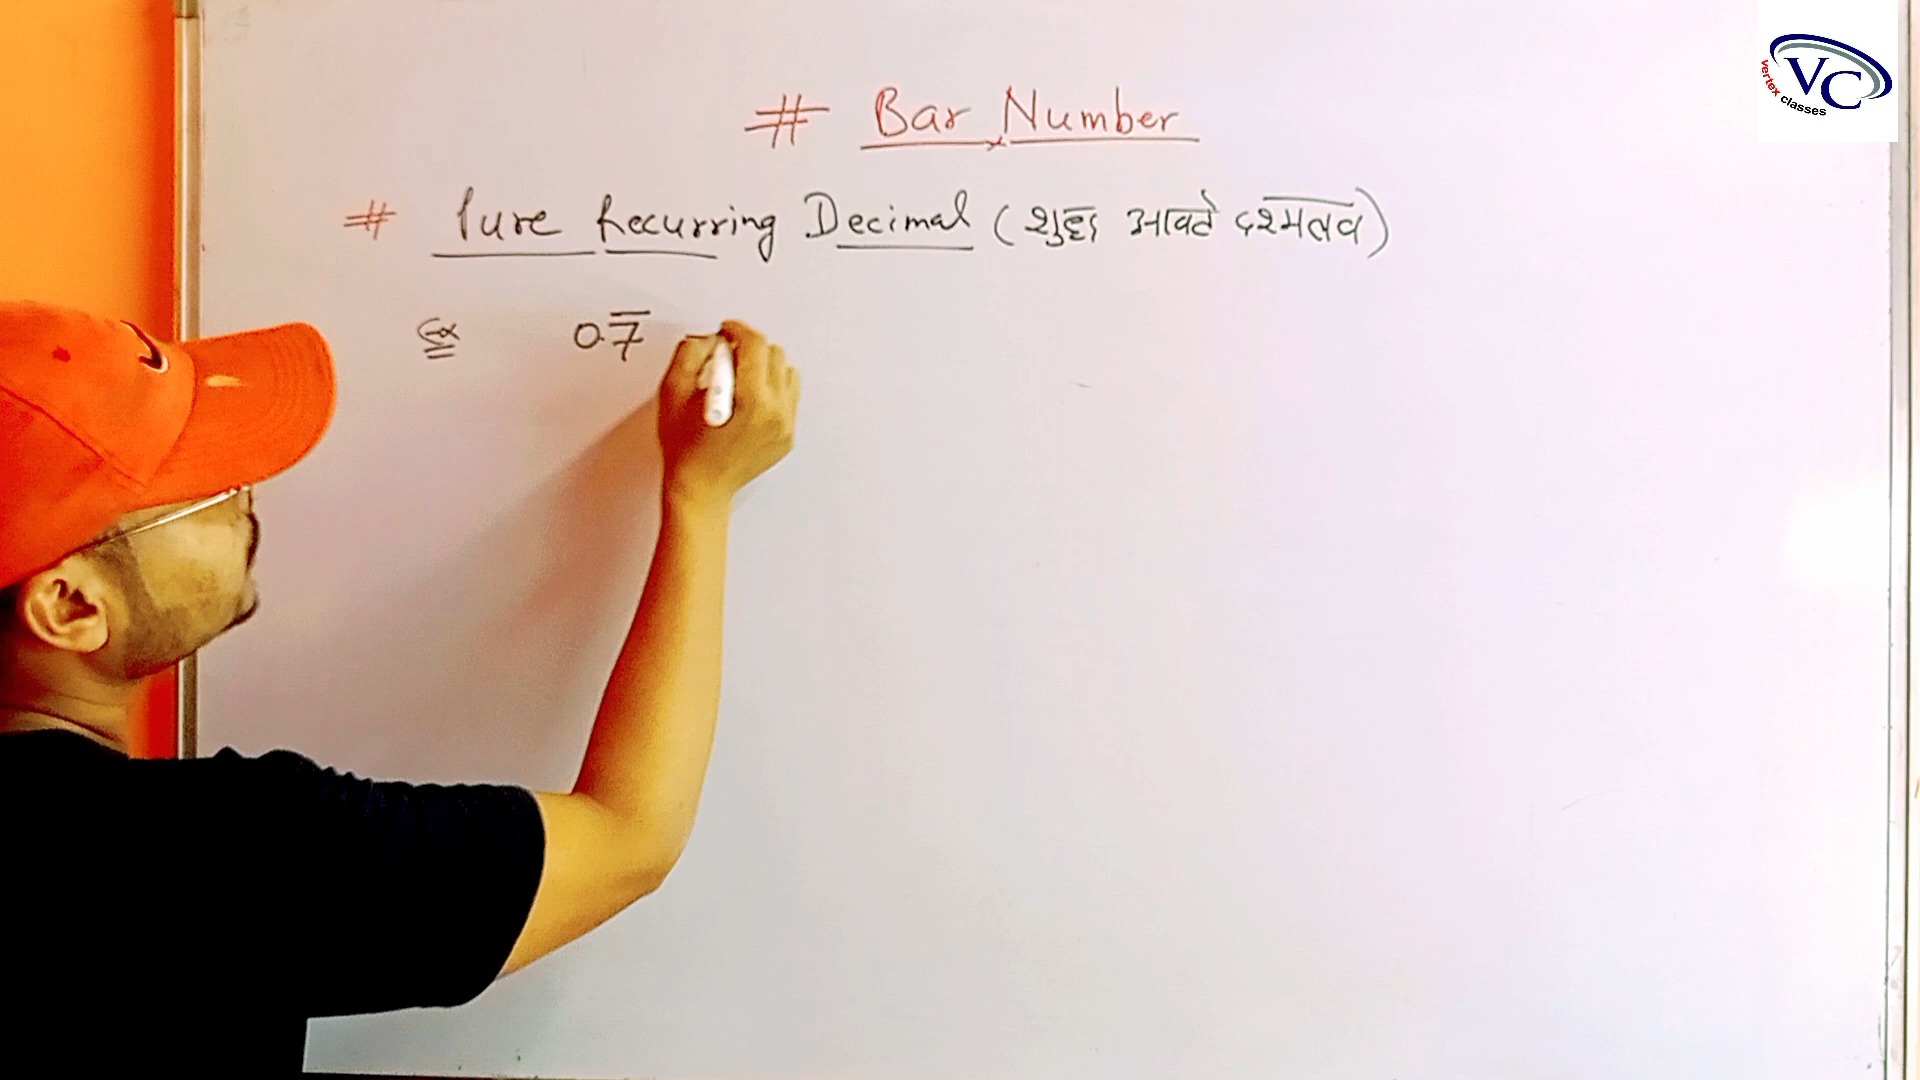 # Bar Number
# Pure Recurring Decimal (शुद्ध आवर्त दशमलव)
Ex 0.7̅
VC
vertex classes